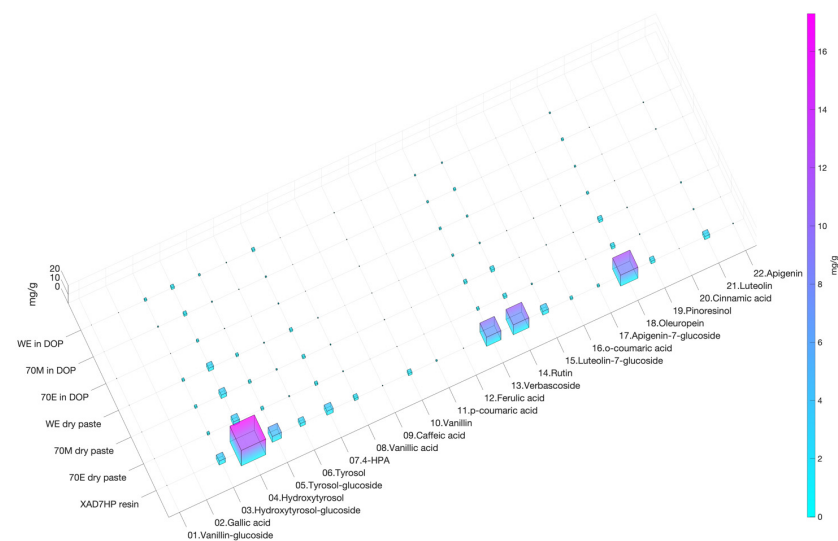 16
14
12
10
8
6
4
2
0
mg/g
20
10
0
mg/g
WE in DOP
70M in DOP
70E in DOP
WE dry paste
70M dry paste
70E dry paste
XAD7HP resin
22.Apigenin
21.Luteolin
20.Cinnamic acid
19.Pinoresinol
18.Oleuropein
17.Apigenin-7-glucoside
16.o-coumaric acid
15.Luteolin-7-glucoside
14.Rutin
13.Verbascoside
12.Ferulic acid
11.p-coumaric acid
10.Vanillin
09.Caffeic acid
08.Vanillic acid
07.4-HPA
06.Tyrosol
05.Tyrosol-glucoside
04.Hydroxytyrosol
03.Hydroxytyrosol-glucoside
02.Gallic acid
01.Vanillin-glucoside